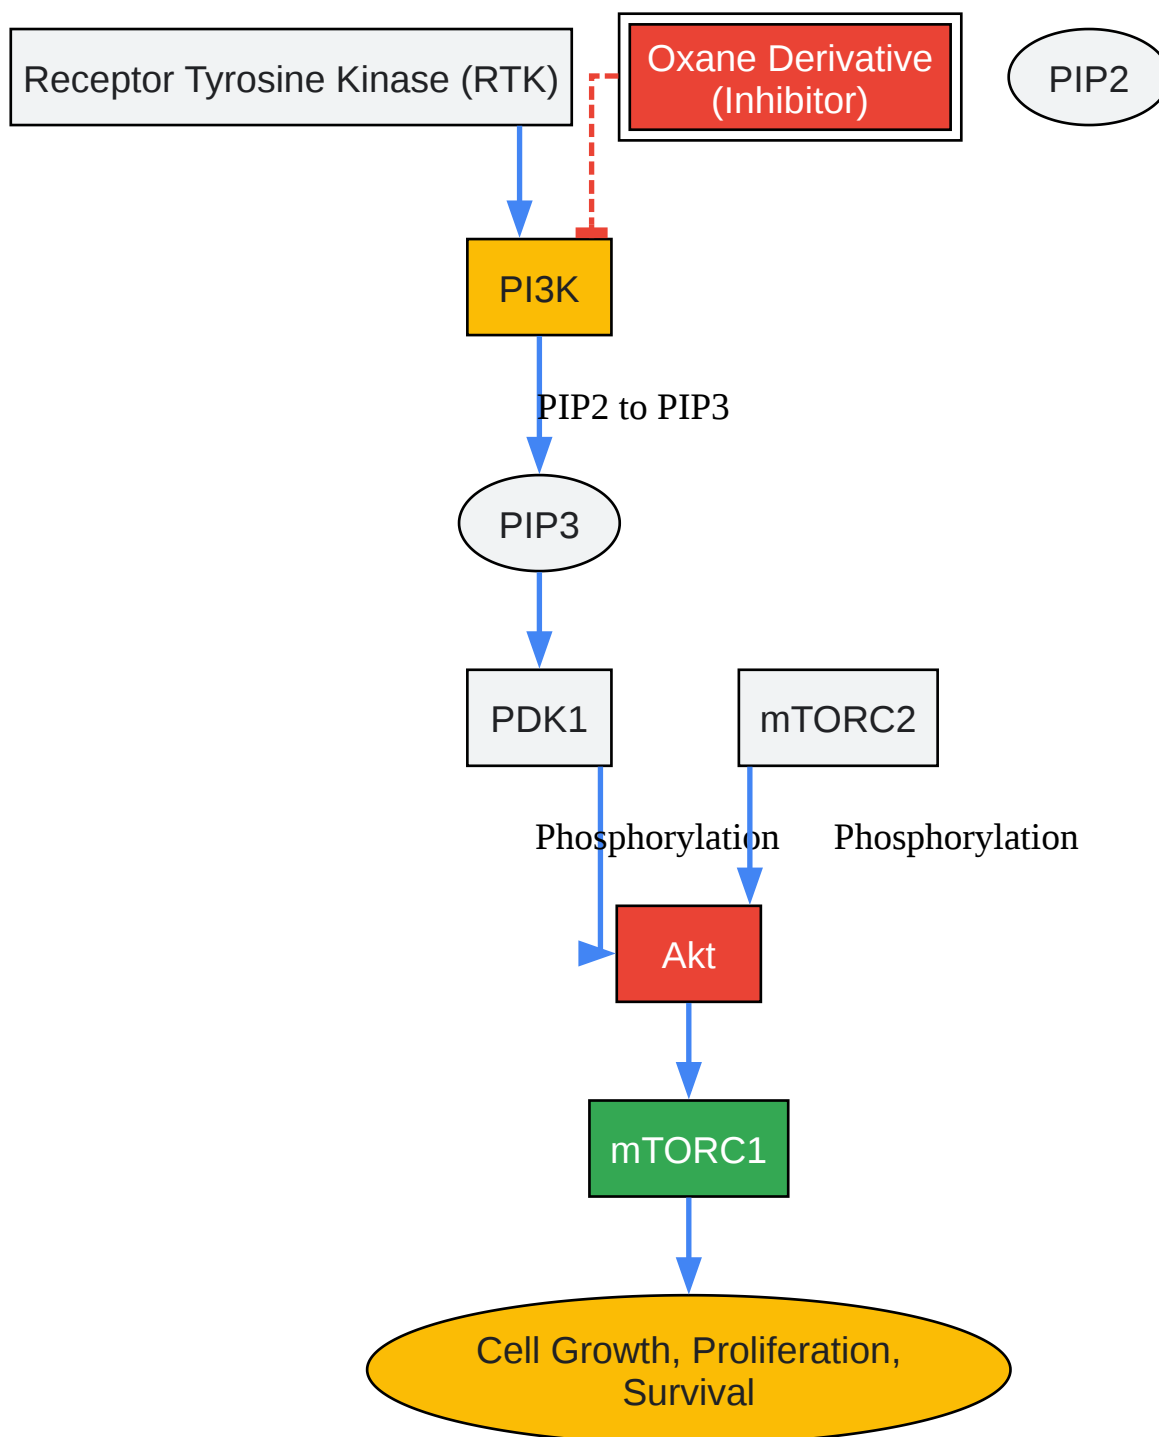 Receptor Tyrosine Kinase (RTK)
Oxane Derivative
(Inhibitor)
PIP2
PI3K
PIP2 to PIP3
PIP3
PDK1
mTORC2
Phosphorylation
Phosphorylation
Akt
mTORC1
Cell Growth, Proliferation,
Survival